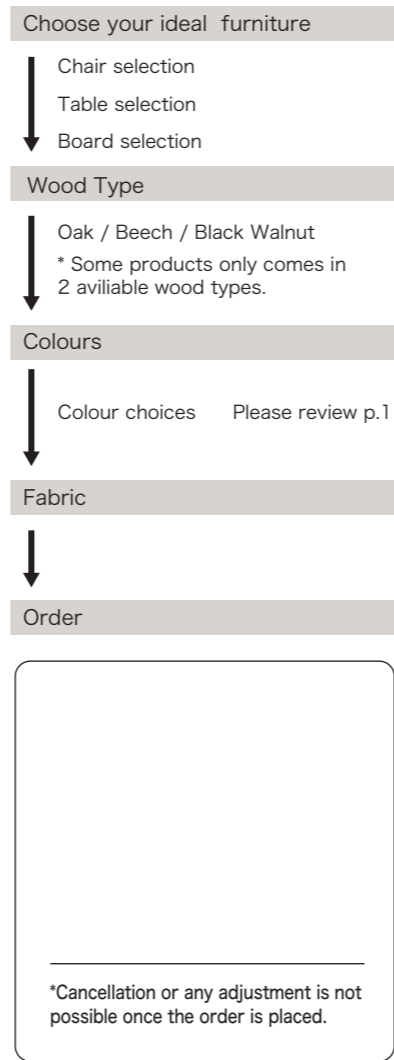 Choose your ideal furniture
Chair selection
Table selection
Board selection
Wood Type
Oak / Beech / Black Walnut
* Some products only comes in
2 aviliable wood types.
Colours
Colour choices Please review p.1
Fabric
Order
*Cancellation or any adjustment is not
possible once the order is placed.